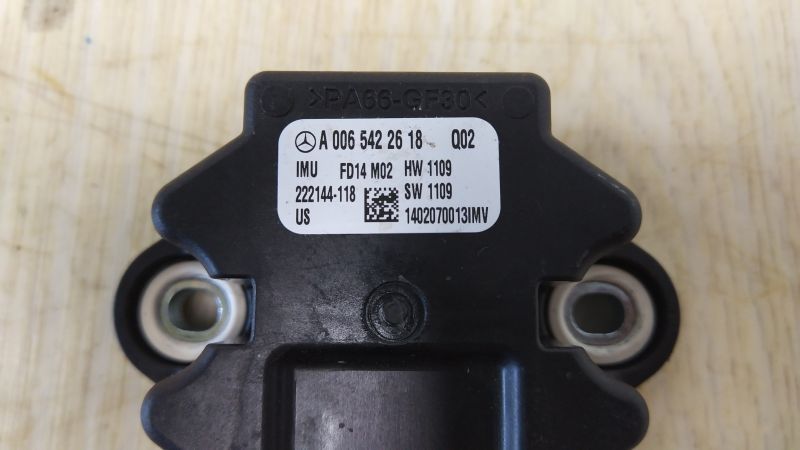 >PA66-GF30<
A 006 542 26 18 Q02
IMU FD14 M02 HW 1109
222144-118 SW 1109
US 1402070013IMV